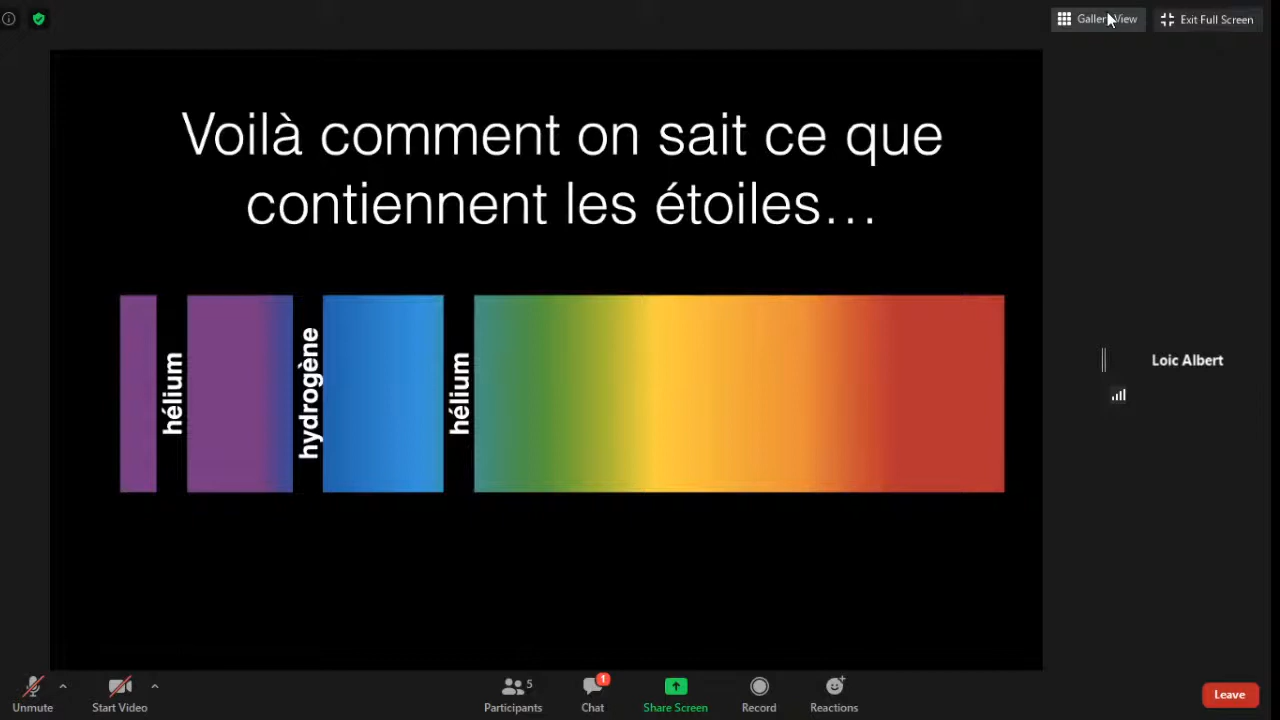 Gallery View
Exit Full Screen
Voilà comment on sait ce que
contiennent les étoiles…
hélium
hydrogène
hélium
Loic Albert
Unmute
Start Video
5
Participants
1
Chat
Share Screen
Record
Reactions
Leave